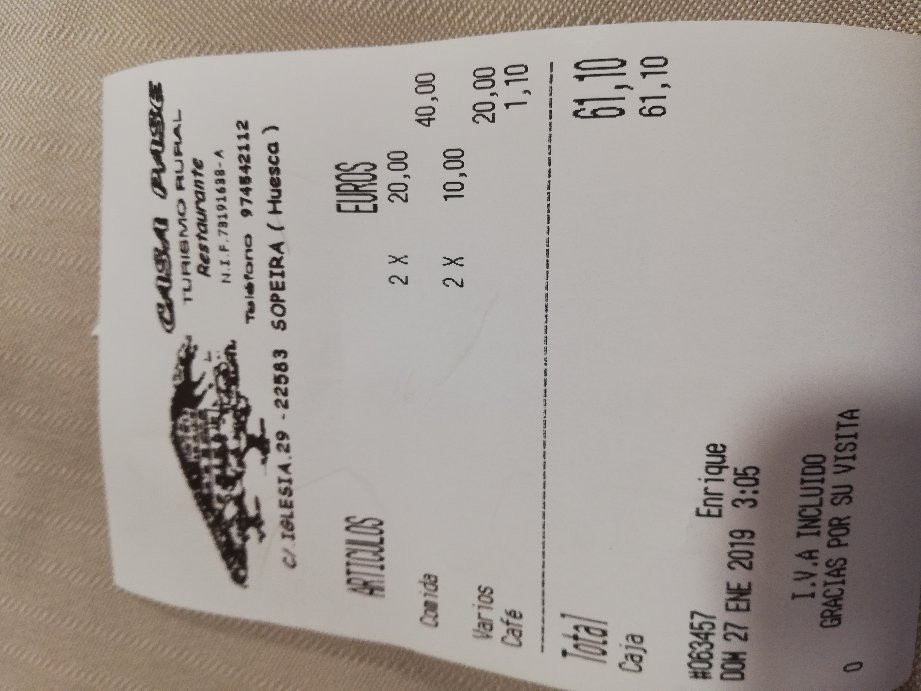 CASA PAISE
TURISMO RURAL
Restaurante
N.I.F.73191688-A
Teléfono 974542112
C/ IGLESIA.29 - 22583 SOPEIRA ( Huesca )
ARTICULOS EUROS
2 X 20,00
Comida 40,00
2 X 10,00
Varios 20,00
Café 1,10
Total 61,10
Caja 61,10
#063457 Enrique
DOM 27 ENE 2019 3:05
I.V.A INCLUIDO
GRACIAS POR SU VISITA
0